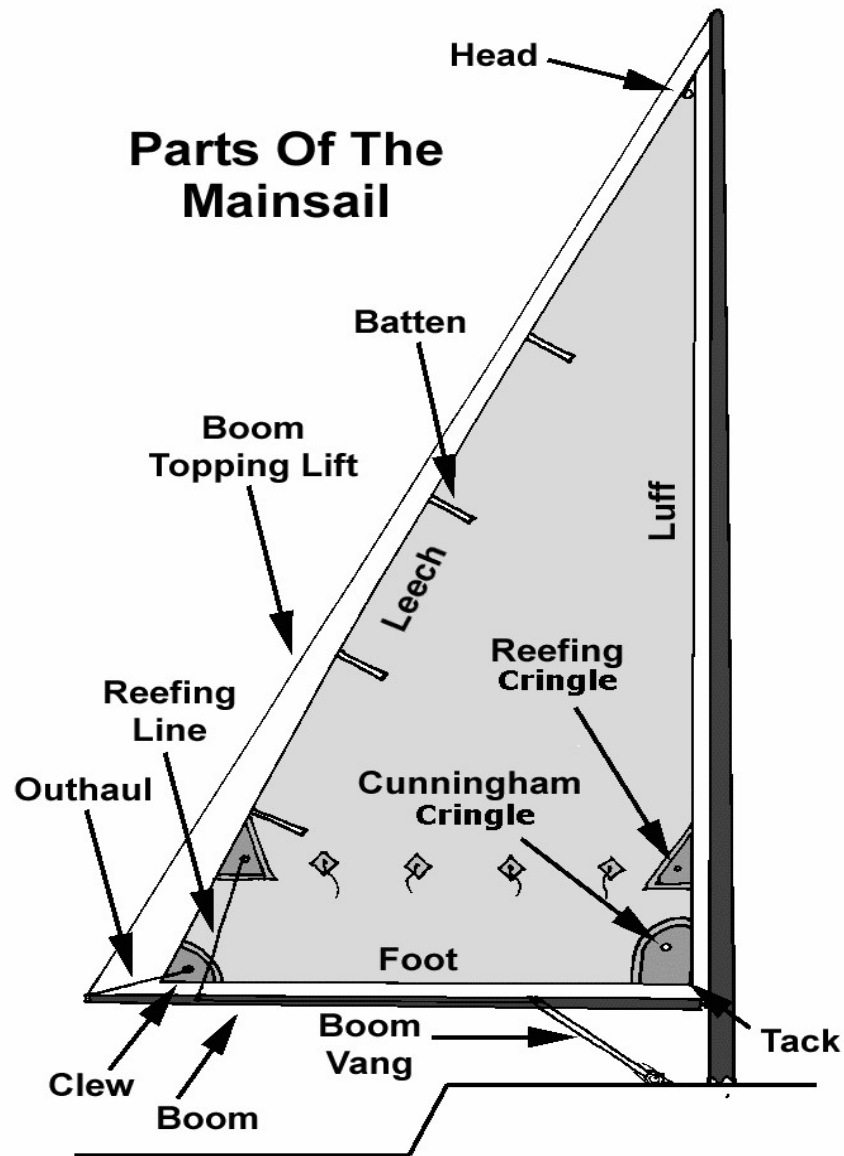 Head
Parts Of The
Mainsail
Batten
Boom
Topping Lift
Luff
Leech
Reefing
Cringle
Reefing
Line
Outhaul
Cunningham
Cringle
Foot
Boom
Vang
Tack
Clew
Boom